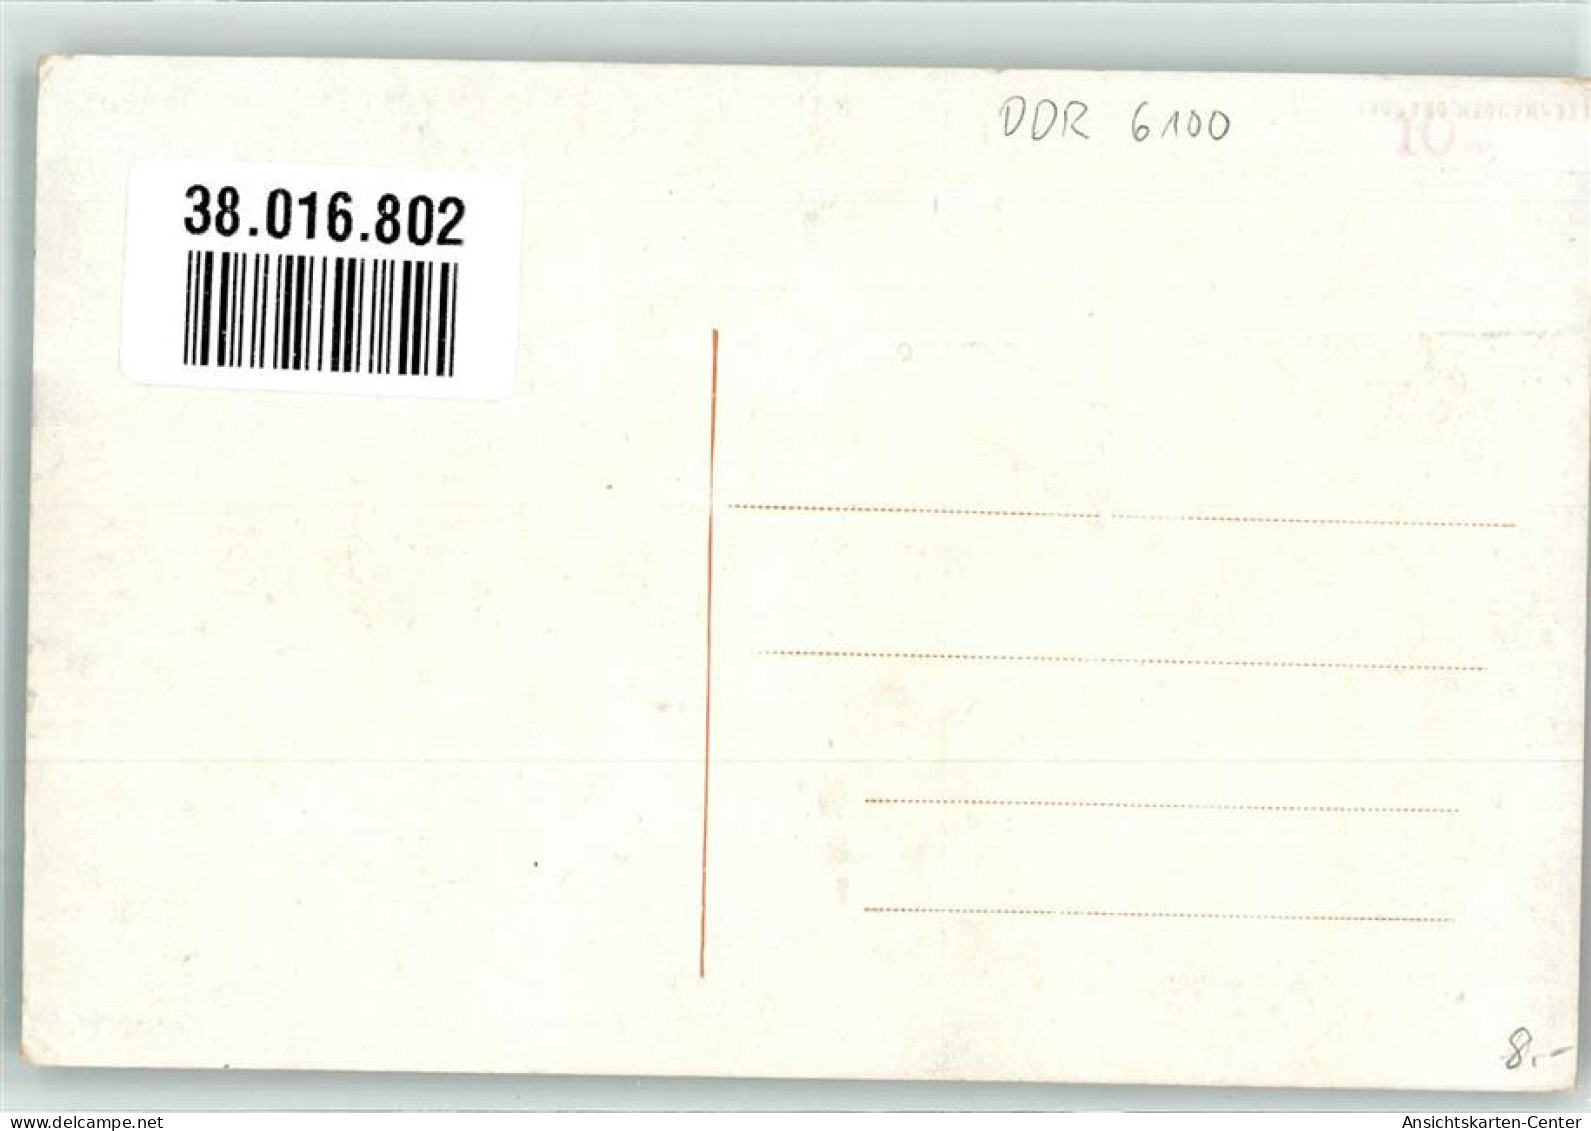 DDR 6100
10.-
38.016.802
8.-
www.delcampe.net
Ansichtskarten-Center